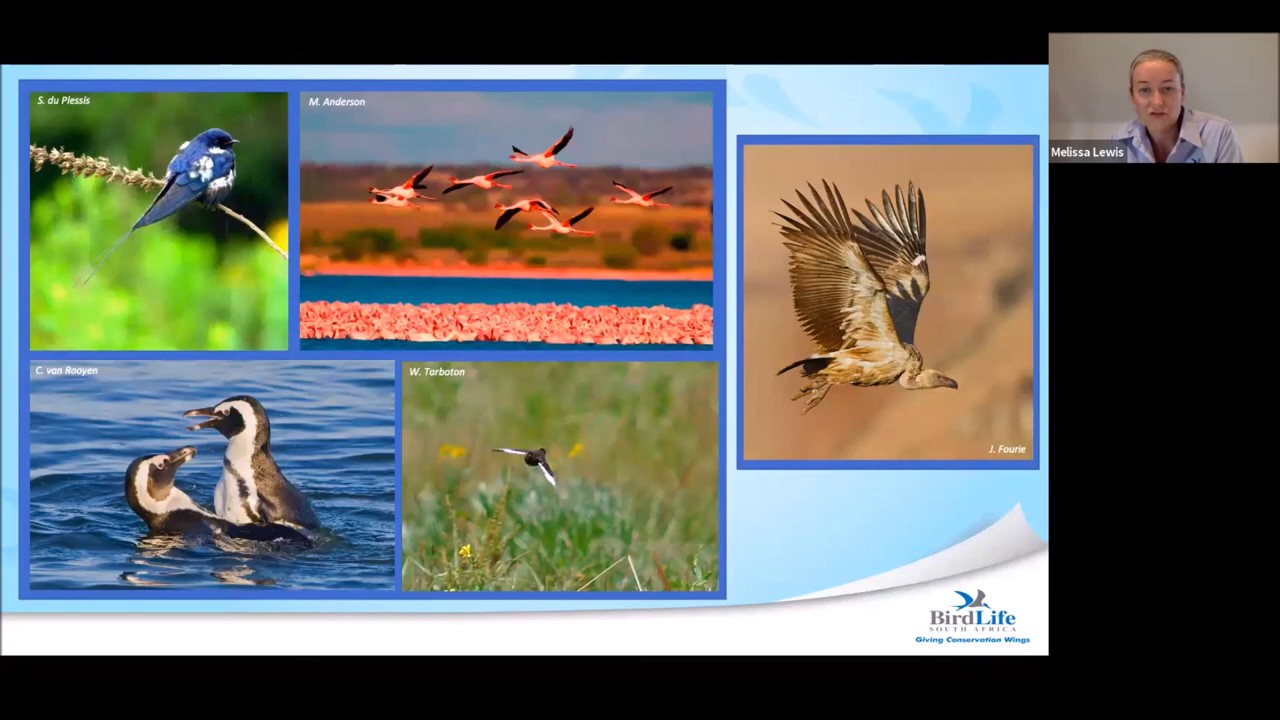 S. du Plessis
M. Anderson
C. van Rooyen
W. Tarboton
J. Fourie
BirdLife
SOUTH AFRICA
Giving Conservation Wings
Melissa Lewis